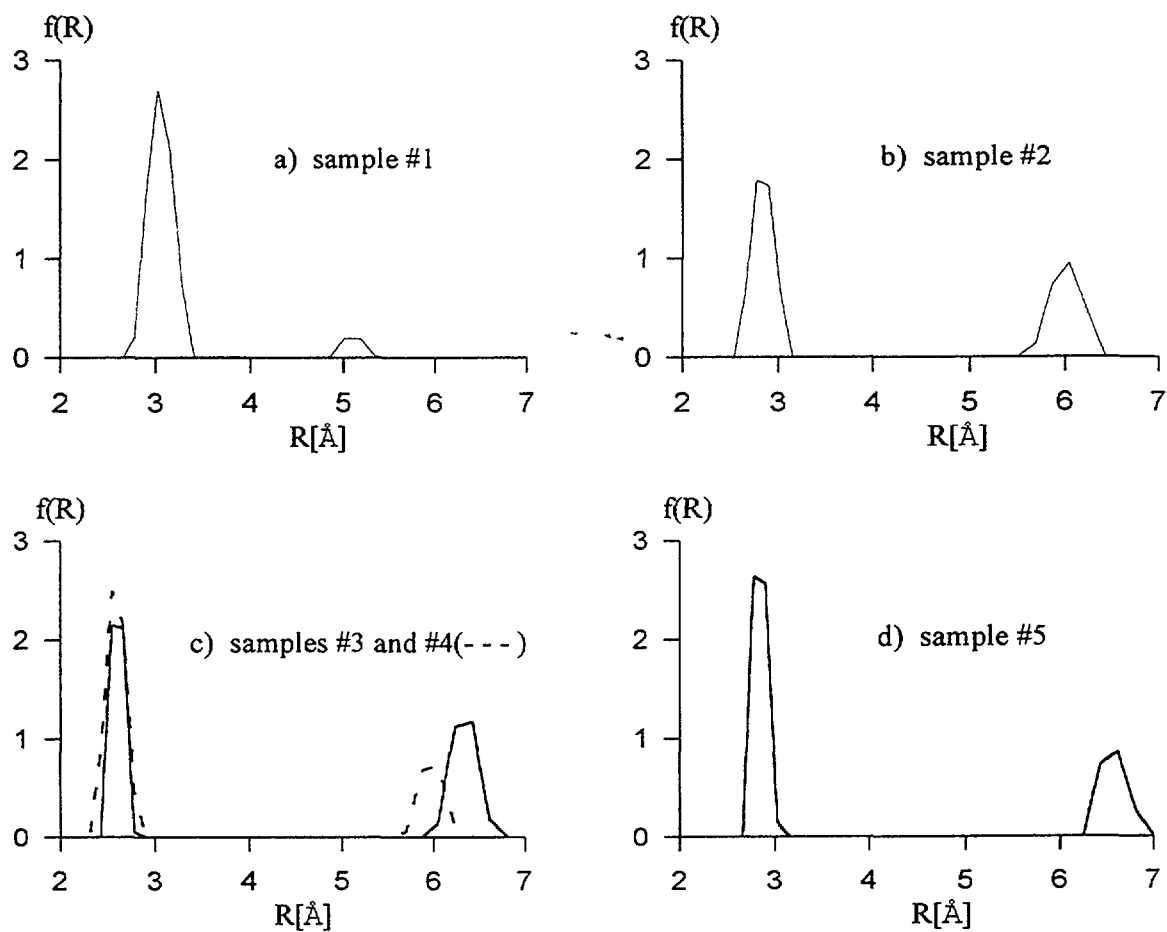 f(R)
3
2
1
0
a) sample #1
2 3 4 5 6 7
R[Å]
f(R)
3
2
1
0
b) sample #2
2 3 4 5 6 7
R[Å]
f(R)
3
2
1
0
c) samples #3 and #4(- - - )
2 3 4 5 6 7
R[Å]
f(R)
3
2
1
0
d) sample #5
2 3 4 5 6 7
R[Å]